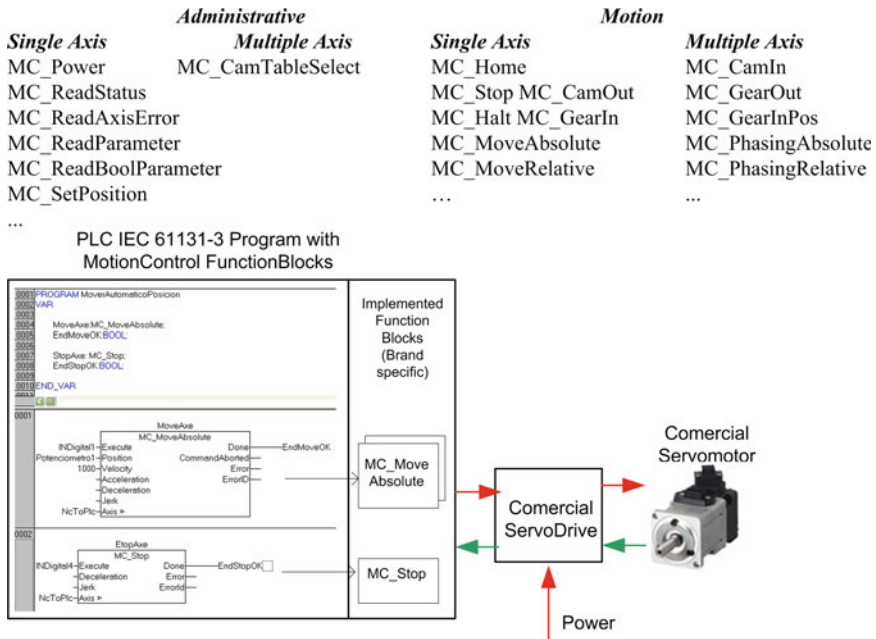 Administrative Motion
Single Axis Multiple Axis Single Axis Multiple Axis
MC_Power MC_CamTableSelect MC_Home MC_CamIn
MC_ReadStatus MC_Stop MC_CamOut MC_GearOut
MC_ReadAxisError MC_Halt MC_GearIn MC_GearInPos
MC_ReadParameter MC_MoveAbsolute MC_PhasingAbsolute
MC_ReadBoolParameter MC_MoveRelative MC_PhasingRelative
MC_SetPosition … ...
...
PLC IEC 61131-3 Program with
MotionControl FunctionBlocks
0001 PROGRAM MoverAutomaticoPosicion
0002 VAR
0003
0004 MoveAxe:MC_MoveAbsolute;
0005 EndMoveOK:BOOL;
0006
0007 StopAxe: MC_Stop;
0008 EndStopOK:BOOL;
0009
0010 END_VAR
0001
MoveAxe
MC_MoveAbsolute
INDigital1 Execute Done EndMoveOK
Potenciometro1 Position CommandAborted
1000 Velocity Error
Acceleration ErrorID
Deceleration
Jerk
NcToPlc Axis
0002
EtopAxe
MC_Stop
INDigital4 Execute Done EndStopOK
Deceleration Error
Jerk ErrorId
NcToPlc Axis
Implemented
Function
Blocks
(Brand
specific)
MC_Move
Absolute
MC_Stop
Comercial
ServoDrive
Comercial
Servomotor
Power